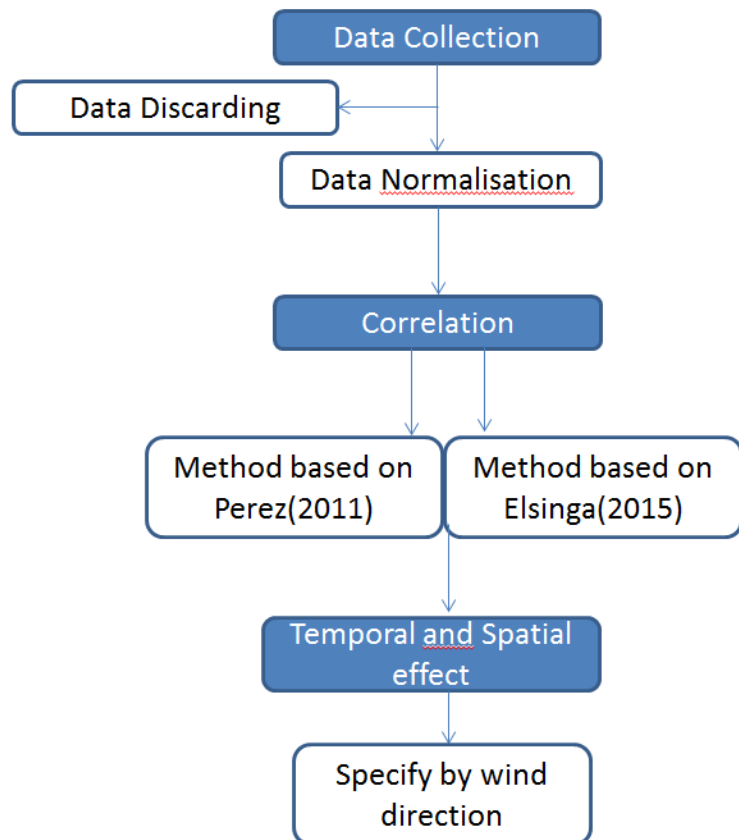 Data Collection
Data Discarding
Data Normalisation
Correlation
Method based on
Perez(2011)
Method based on
Elsinga(2015)
Temporal and Spatial
effect
Specify by wind
direction